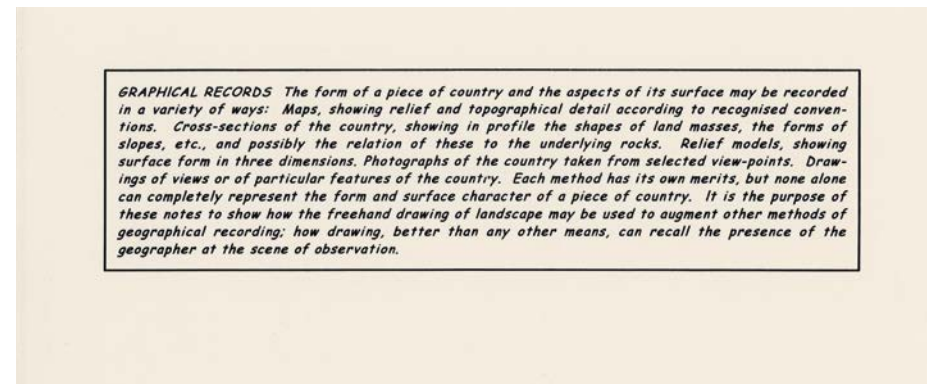 GRAPHICAL RECORDS The form of a piece of country and the aspects of its surface may be recorded
in a variety of ways: Maps, showing relief and topographical detail according to recognised conven-
tions. Cross-sections of the country, showing in profile the shapes of land masses, the forms of
slopes, etc., and possibly the relation of these to the underlying rocks. Relief models, showing
surface form in three dimensions. Photographs of the country taken from selected view-points. Draw-
ings of views or of particular features of the country. Each method has its own merits, but none alone
can completely represent the form and surface character of a piece of country. It is the purpose of
these notes to show how the freehand drawing of landscape may be used to augment other methods of
geographical recording; how drawing, better than any other means, can recall the presence of the
geographer at the scene of observation.